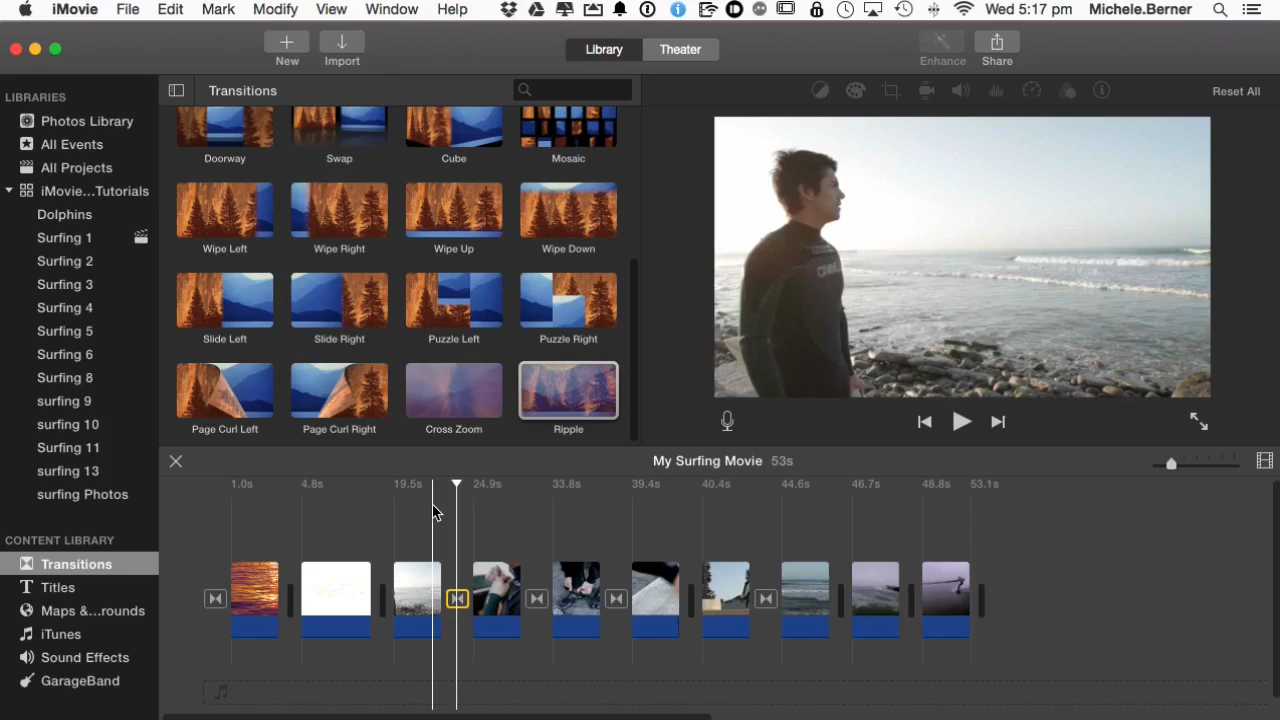 iMovie File Edit Mark Modify View Window Help Wed 5:17 pm Michele.Berner
New Import Library Theater Enhance Share
LIBRARIES
Photos Library
All Events
All Projects
iMovie...Tutorials
Dolphins
Surfing 1
Surfing 2
Surfing 3
Surfing 4
Surfing 5
Surfing 6
Surfing 8
surfing 9
surfing 10
Surfing 11
surfing 13
surfing Photos
CONTENT LIBRARY
Transitions
Titles
Maps &...rounds
iTunes
Sound Effects
GarageBand
Transitions
Doorway Swap Cube Mosaic
Wipe Left Wipe Right Wipe Up Wipe Down
Slide Left Slide Right Puzzle Left Puzzle Right
Page Curl Left Page Curl Right Cross Zoom Ripple
Reset All
My Surfing Movie 53s
1.0s 4.8s 19.5s 24.9s 33.8s 39.4s 40.4s 44.6s 46.7s 48.8s 53.1s